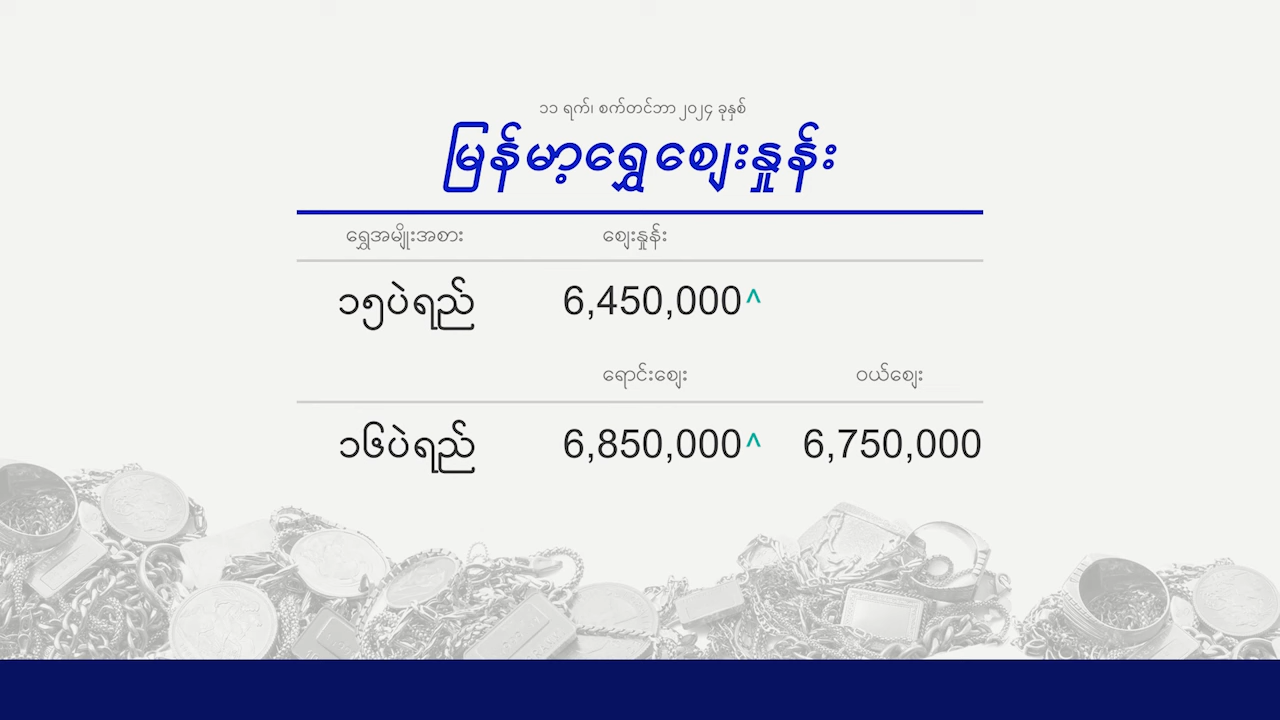 ၁၁ ရက်၊ စက်တင်ဘာ ၂၀၂၄ ခုနှစ်
မြန်မာ့ရွှေဈေးနှုန်း
ရွှေအမျိုးအစား ဈေးနှုန်း
၁၅ပဲရည် 6,450,000^
ရောင်းဈေး ဝယ်ဈေး
၁၆ပဲရည် 6,850,000^ 6,750,000